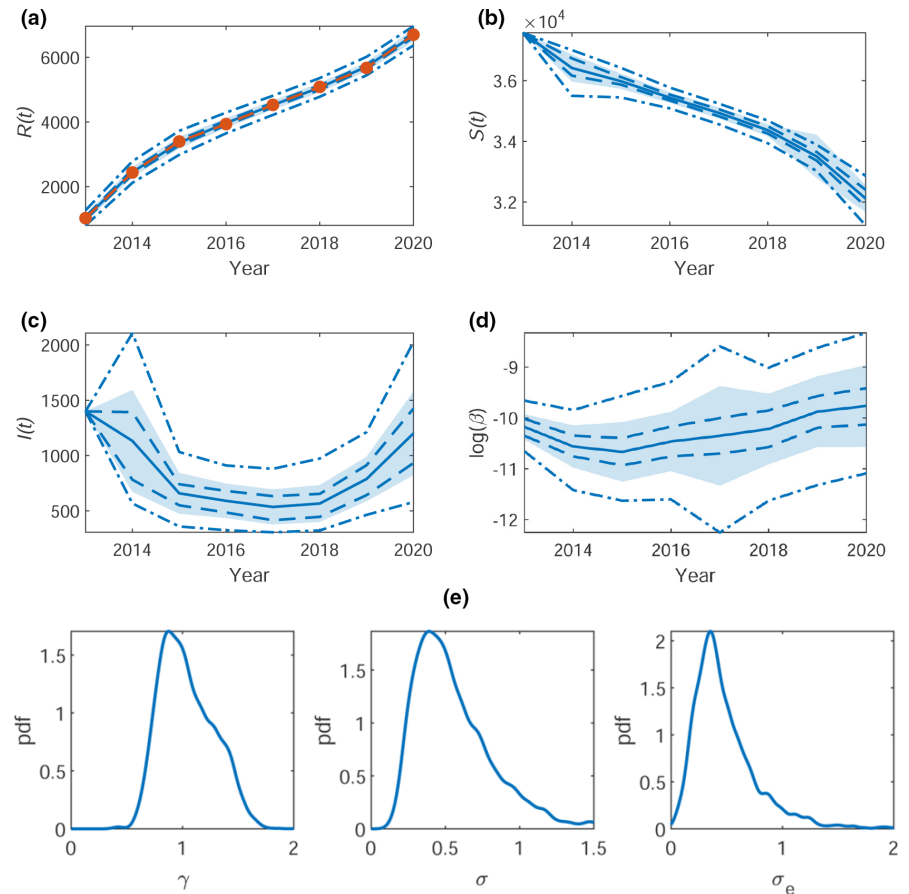 (a)
R(t)
6000
4000
2000
2014
2016
2018
2020
Year
(b)
×10⁴
S(t)
3.6
3.4
3.2
2014
2016
2018
2020
Year
(c)
I(t)
2000
1500
1000
500
2014
2016
2018
2020
Year
(d)
log(β)
-9
-10
-11
-12
2014
2016
2018
2020
Year
(e)
pdf
1.5
1
0.5
0
0
1
2
γ
pdf
1.5
1
0.5
0
0
0.5
1
1.5
σ
pdf
2
1.5
1
0.5
0
0
1
2
σₑ